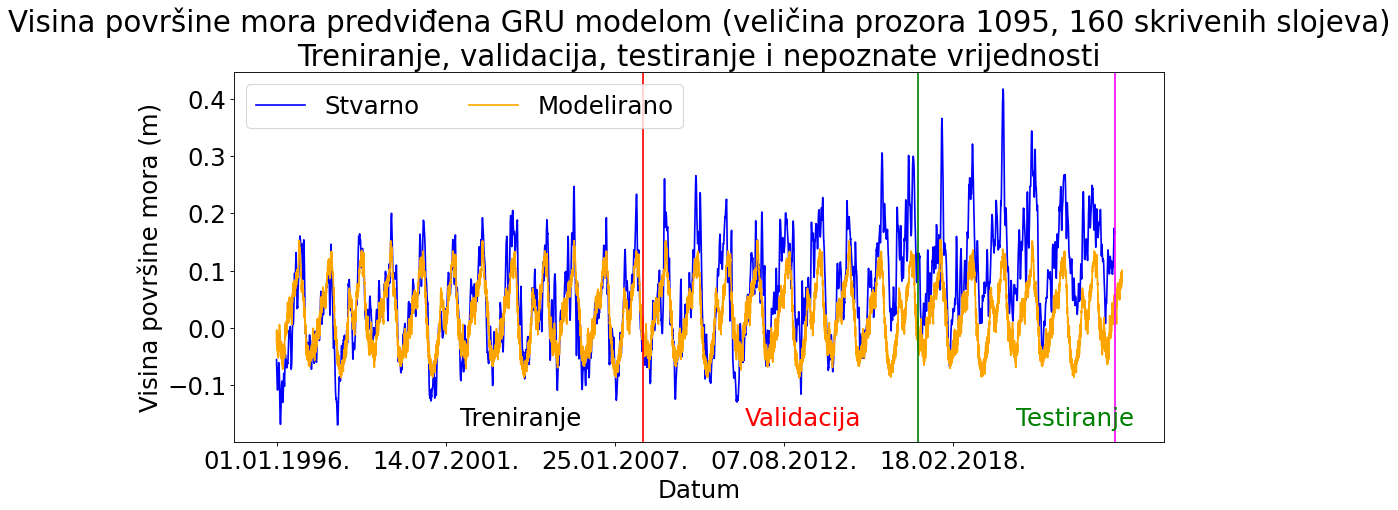 Visina površine mora predviđena GRU modelom (veličina prozora 1095, 160 skrivenih slojeva)
Treniranje, validacija, testiranje i nepoznate vrijednosti
Stvarno
Modelirano
Visina površine mora (m)
0.4
0.3
0.2
0.1
0.0
−0.1
Treniranje
Validacija
Testiranje
01.01.1996.
14.07.2001.
25.01.2007.
07.08.2012.
18.02.2018.
Datum